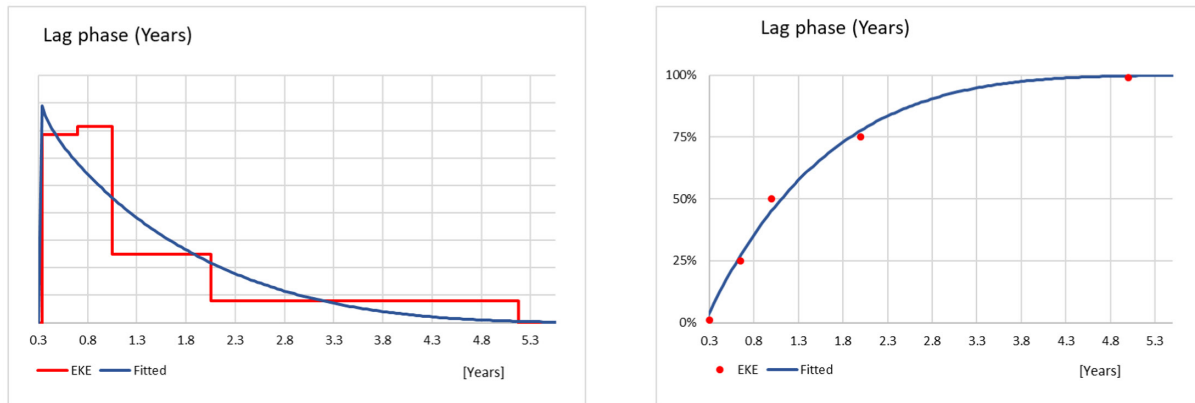 Lag phase (Years)
0.3 0.8 1.3 1.8 2.3 2.8 3.3 3.8 4.3 4.8 5.3
EKE Fitted [Years]
Lag phase (Years)
100%
75%
50%
25%
0%
0.3 0.8 1.3 1.8 2.3 2.8 3.3 3.8 4.3 4.8 5.3
EKE Fitted [Years]